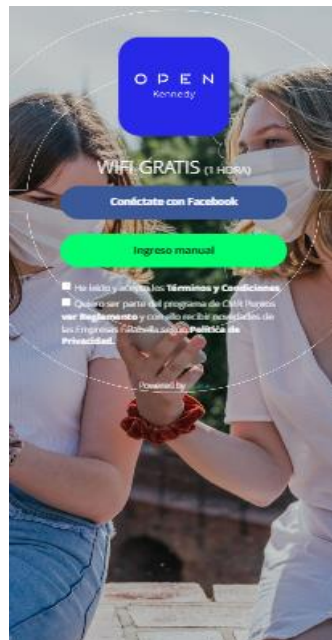 OPEN
Kennedy
WIFI GRATIS (1 HORA)
Conéctate con Facebook
Ingreso manual
He leído y acepto los Términos y Condiciones
Quiero ser parte del programa de CMR Puntos
ver Reglamento y con ello recibir novedades de
las Empresas Falabella según Política de
Privacidad.
Powered by